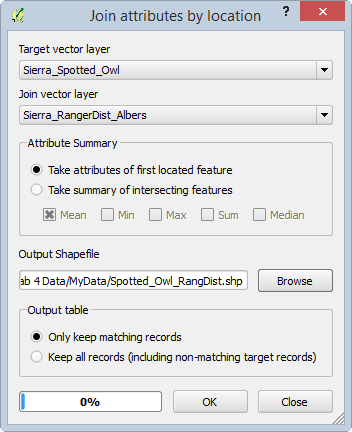 Join attributes by location
?
Target vector layer
Sierra_Spotted_Owl
Join vector layer
Sierra_RangerDist_Albers
Attribute Summary
Take attributes of first located feature
Take summary of intersecting features
Mean Min Max Sum Median
Output Shapefile
ab 4 Data/MyData/Spotted_Owl_RangDist.shp Browse
Output table
Only keep matching records
Keep all records (including non-matching target records)
0% OK Close